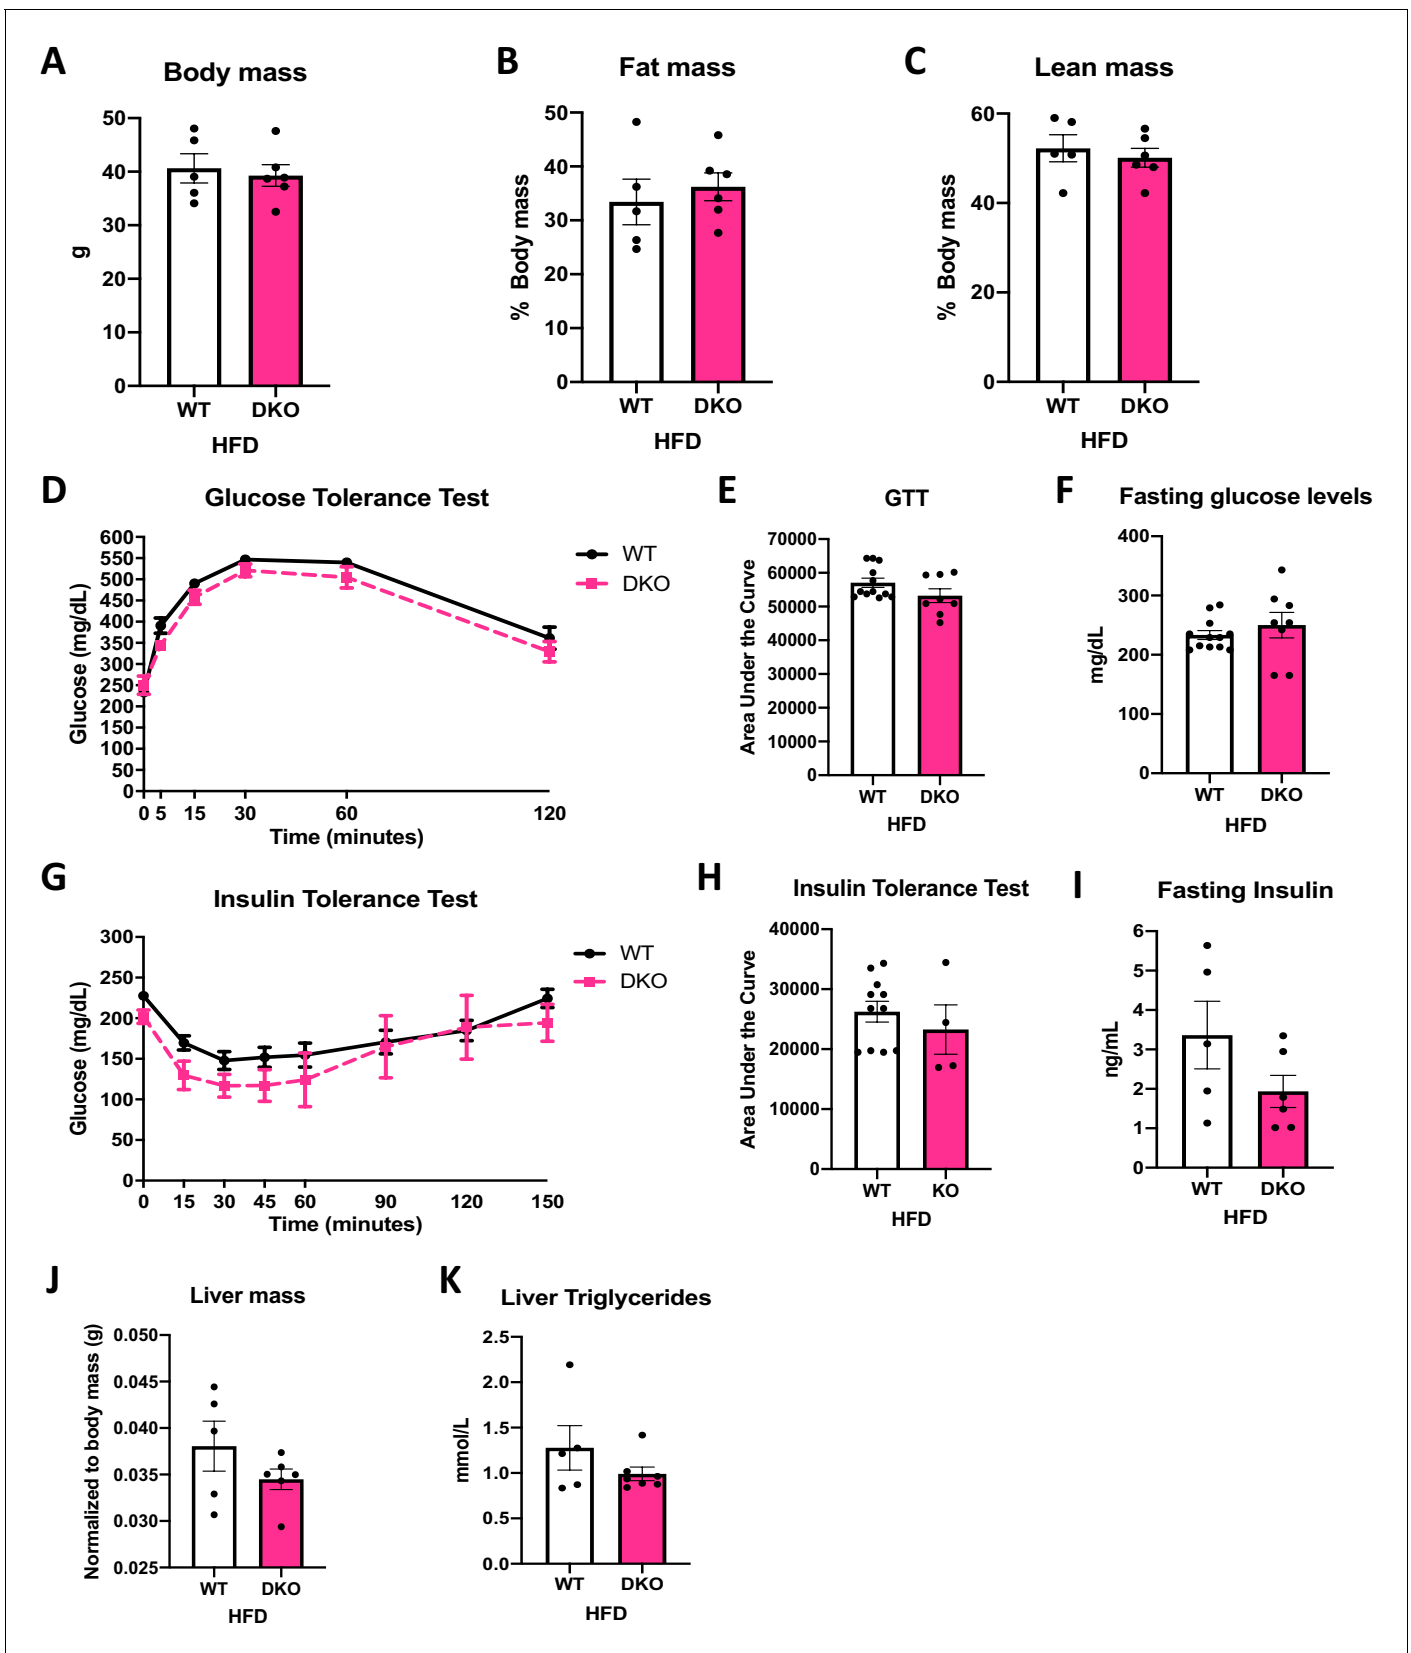 A
Body mass
50
40
30
20
10
0
g
WT DKO
HFD
B
Fat mass
50
40
30
20
10
0
% Body mass
WT DKO
HFD
C
Lean mass
60
40
20
0
% Body mass
WT DKO
HFD
D
Glucose Tolerance Test
600
550
500
450
400
350
300
250
200
150
100
50
0
Glucose (mg/dL)
0 5 15 30 60 120
Time (minutes)
WT
DKO
E
GTT
70000
60000
50000
40000
30000
20000
10000
0
Area Under the Curve
WT DKO
HFD
F
Fasting glucose levels
400
300
200
100
0
mg/dL
WT DKO
HFD
G
Insulin Tolerance Test
300
250
200
150
100
50
0
Glucose (mg/dL)
0 15 30 45 60 90 120 150
Time (minutes)
WT
DKO
H
Insulin Tolerance Test
40000
30000
20000
10000
0
Area Under the Curve
WT KO
HFD
I
Fasting Insulin
6
5
4
3
2
1
0
ng/mL
WT DKO
HFD
J
Liver mass
0.050
0.045
0.040
0.035
0.030
0.025
Normalized to body mass (g)
WT DKO
HFD
K
Liver Triglycerides
2.5
2.0
1.5
1.0
0.5
0.0
mmol/L
WT DKO
HFD